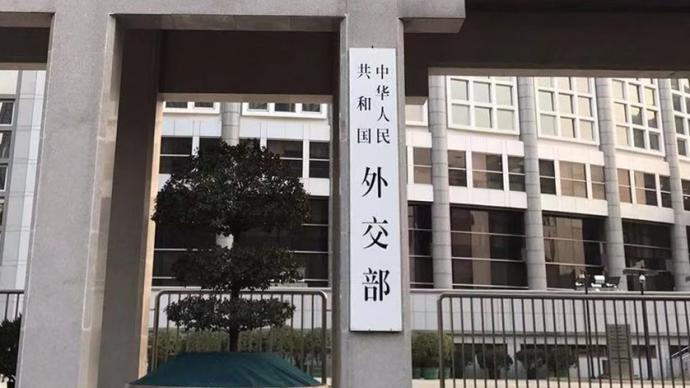 中华人民
共和国
外交部